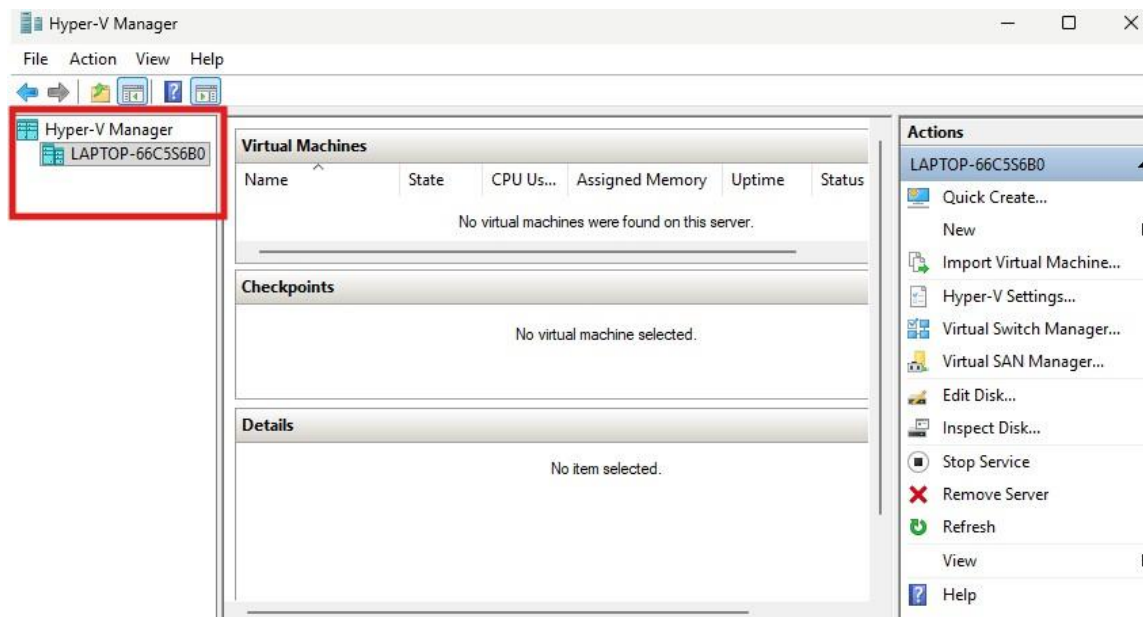 Hyper-V Manager
File Action View Help
Hyper-V Manager
LAPTOP-66C5S6B0
Virtual Machines
Name State CPU Us... Assigned Memory Uptime Status
No virtual machines were found on this server.
Checkpoints
No virtual machine selected.
Details
No item selected.
Actions
LAPTOP-66C5S6B0
Quick Create...
New
Import Virtual Machine...
Hyper-V Settings...
Virtual Switch Manager...
Virtual SAN Manager...
Edit Disk...
Inspect Disk...
Stop Service
Remove Server
Refresh
View
Help